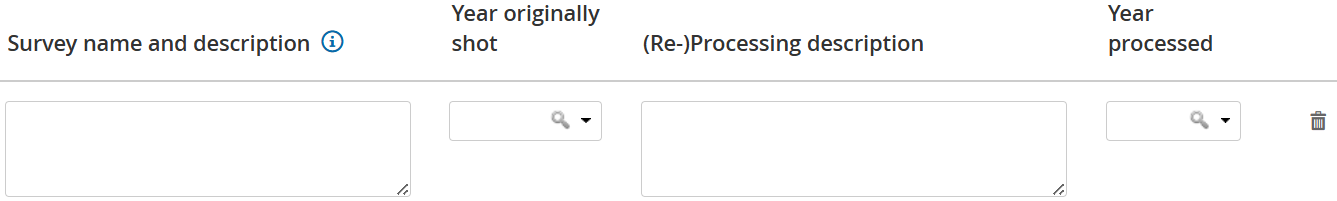 Survey name and description
Year originally
shot
(Re-)Processing description
Year
processed